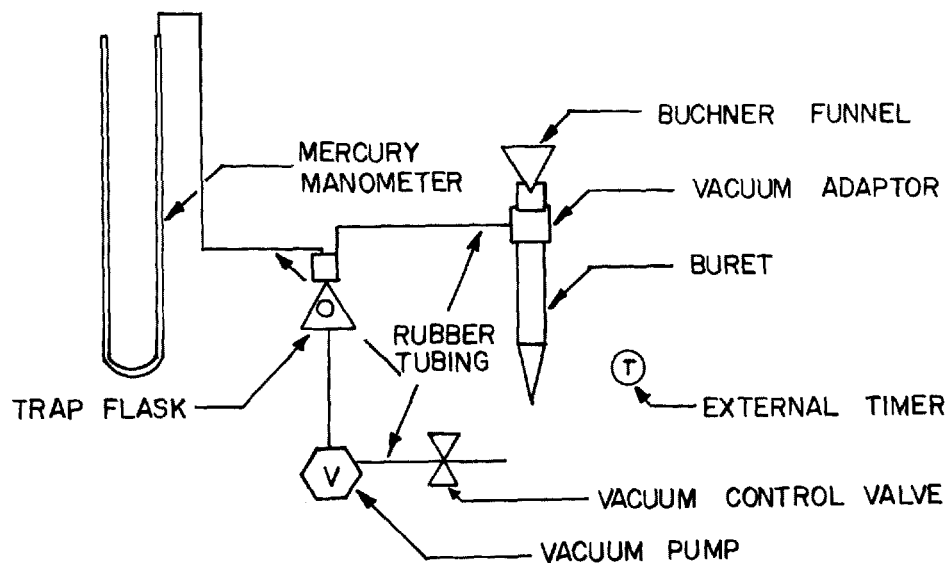 BUCHNER FUNNEL
MERCURY
MANOMETER
VACUUM ADAPTOR
BURET
RUBBER
TUBING
T
TRAP FLASK
EXTERNAL TIMER
V
VACUUM CONTROL VALVE
VACUUM PUMP